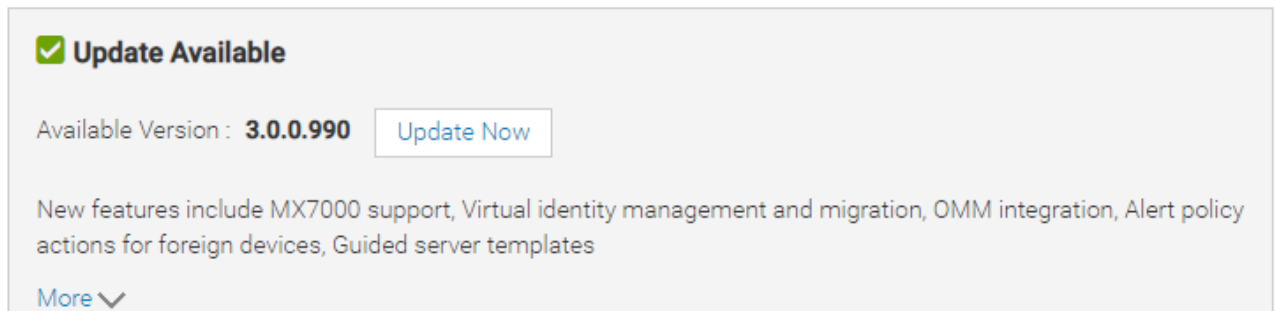 Update Available
Available Version : 3.0.0.990 Update Now
New features include MX7000 support, Virtual identity management and migration, OMM integration, Alert policy
actions for foreign devices, Guided server templates
More